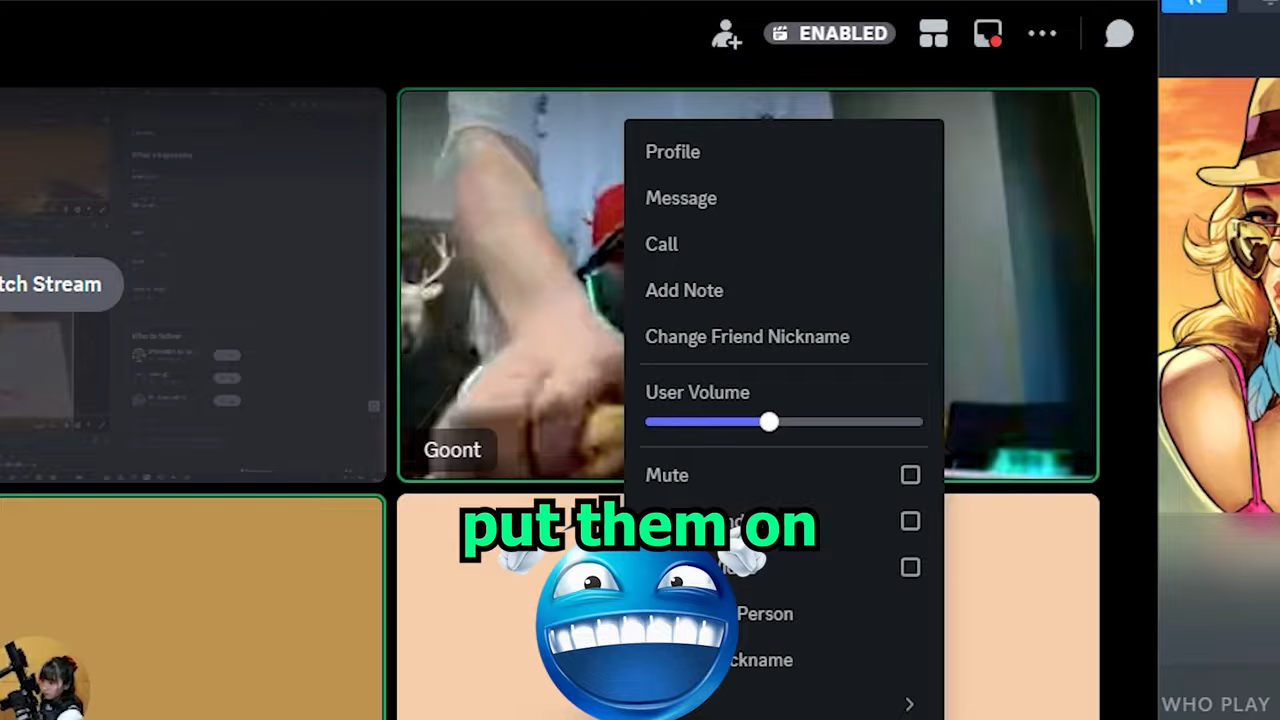 ENABLED
tch Stream
Profile
Message
Call
Add Note
Change Friend Nickname
User Volume
Goont
Mute
put them on
Person
ckname
WHO PLAY